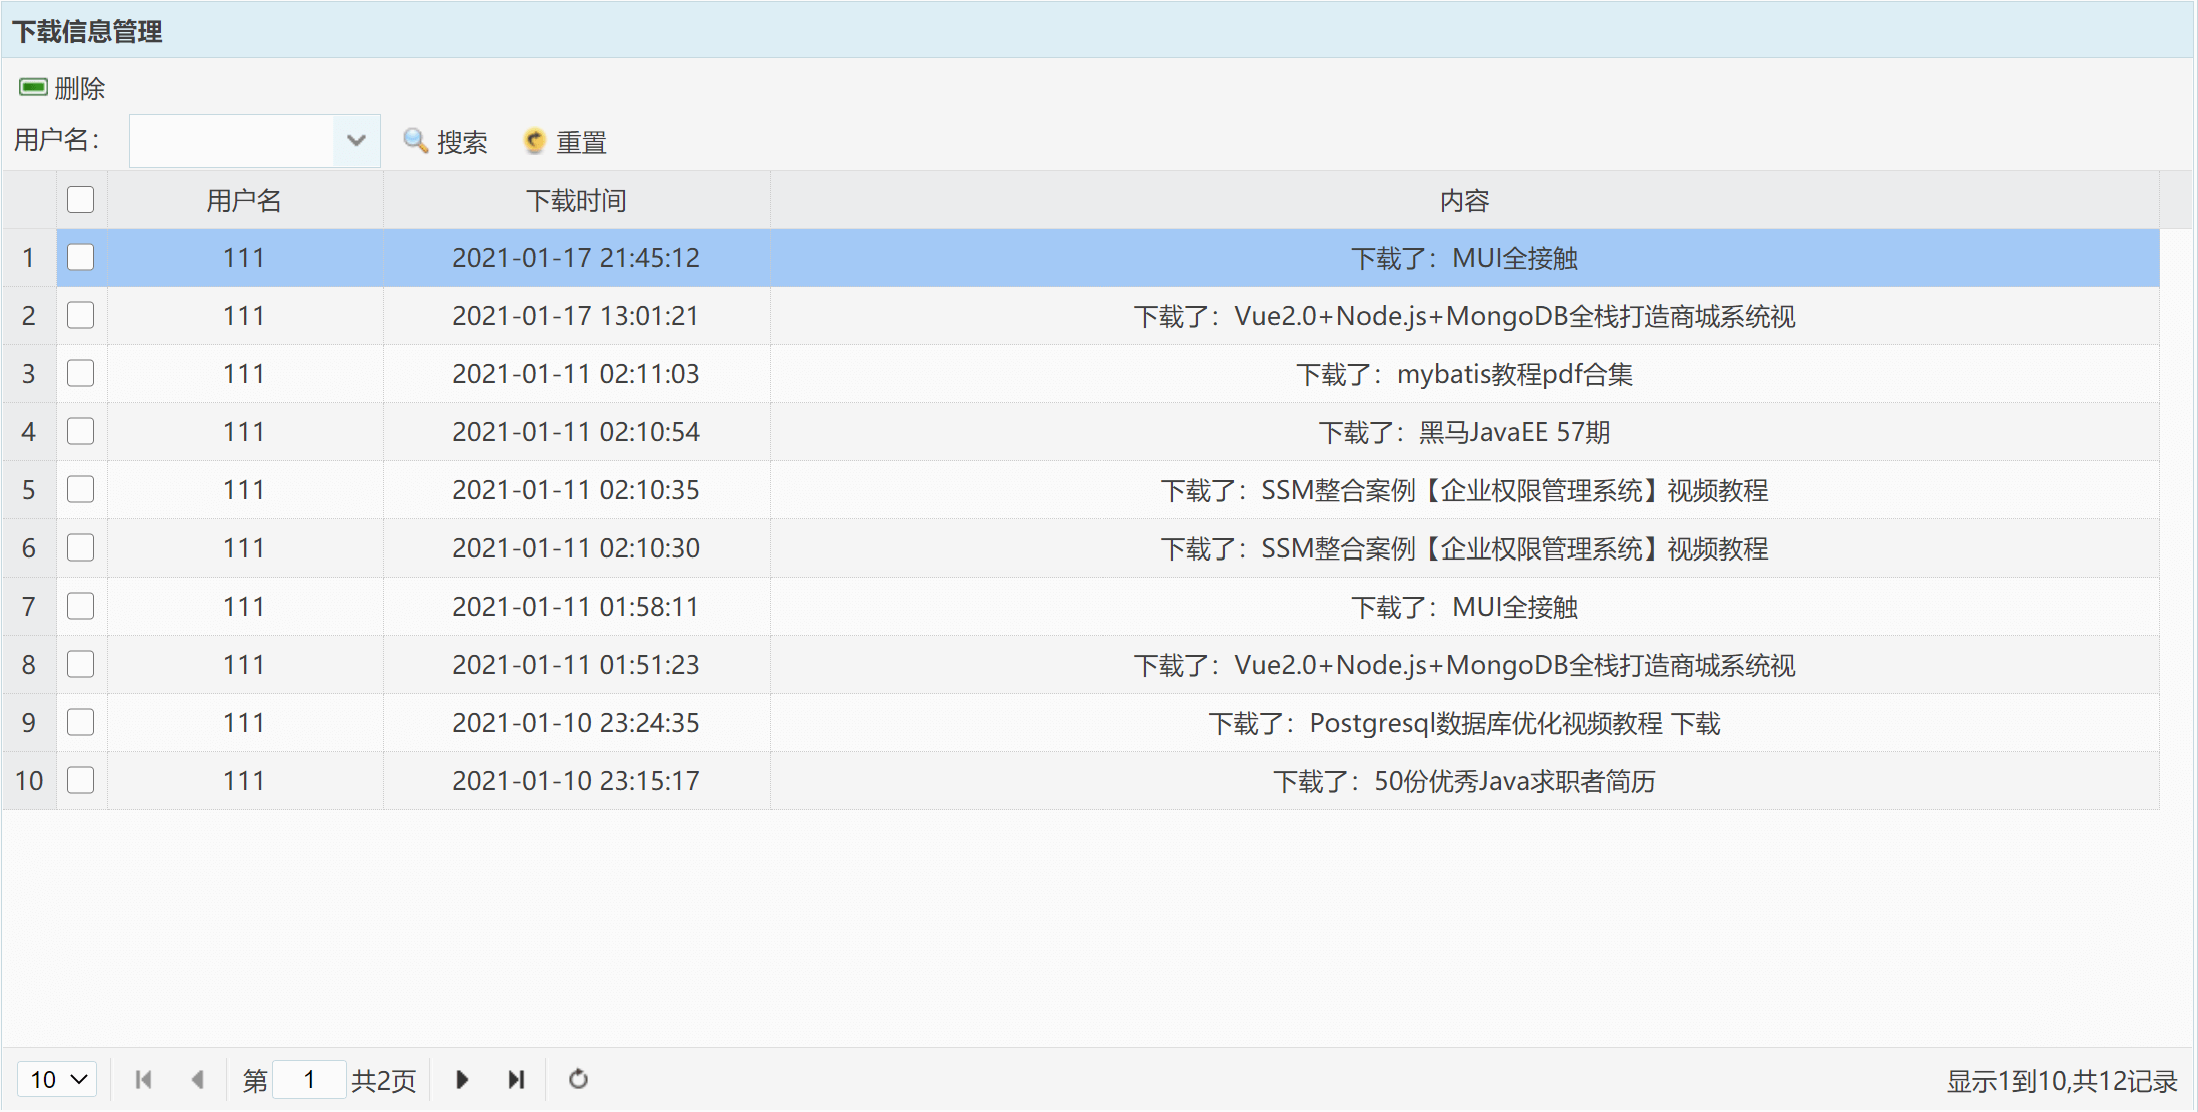 下载信息管理
删除
用户名： 搜索 重置
用户名 下载时间 内容
1 111 2021-01-17 21:45:12 下载了：MUI全接触
2 111 2021-01-17 13:01:21 下载了：Vue2.0+Node.js+MongoDB全栈打造商城系统视
3 111 2021-01-11 02:11:03 下载了：mybatis教程pdf合集
4 111 2021-01-11 02:10:54 下载了：黑马JavaEE 57期
5 111 2021-01-11 02:10:35 下载了：SSM整合案例【企业权限管理系统】视频教程
6 111 2021-01-11 02:10:30 下载了：SSM整合案例【企业权限管理系统】视频教程
7 111 2021-01-11 01:58:11 下载了：MUI全接触
8 111 2021-01-11 01:51:23 下载了：Vue2.0+Node.js+MongoDB全栈打造商城系统视
9 111 2021-01-10 23:24:35 下载了：Postgresql数据库优化视频教程 下载
10 111 2021-01-10 23:15:17 下载了：50份优秀Java求职者简历
10 第 1 共2页 显示1到10,共12记录